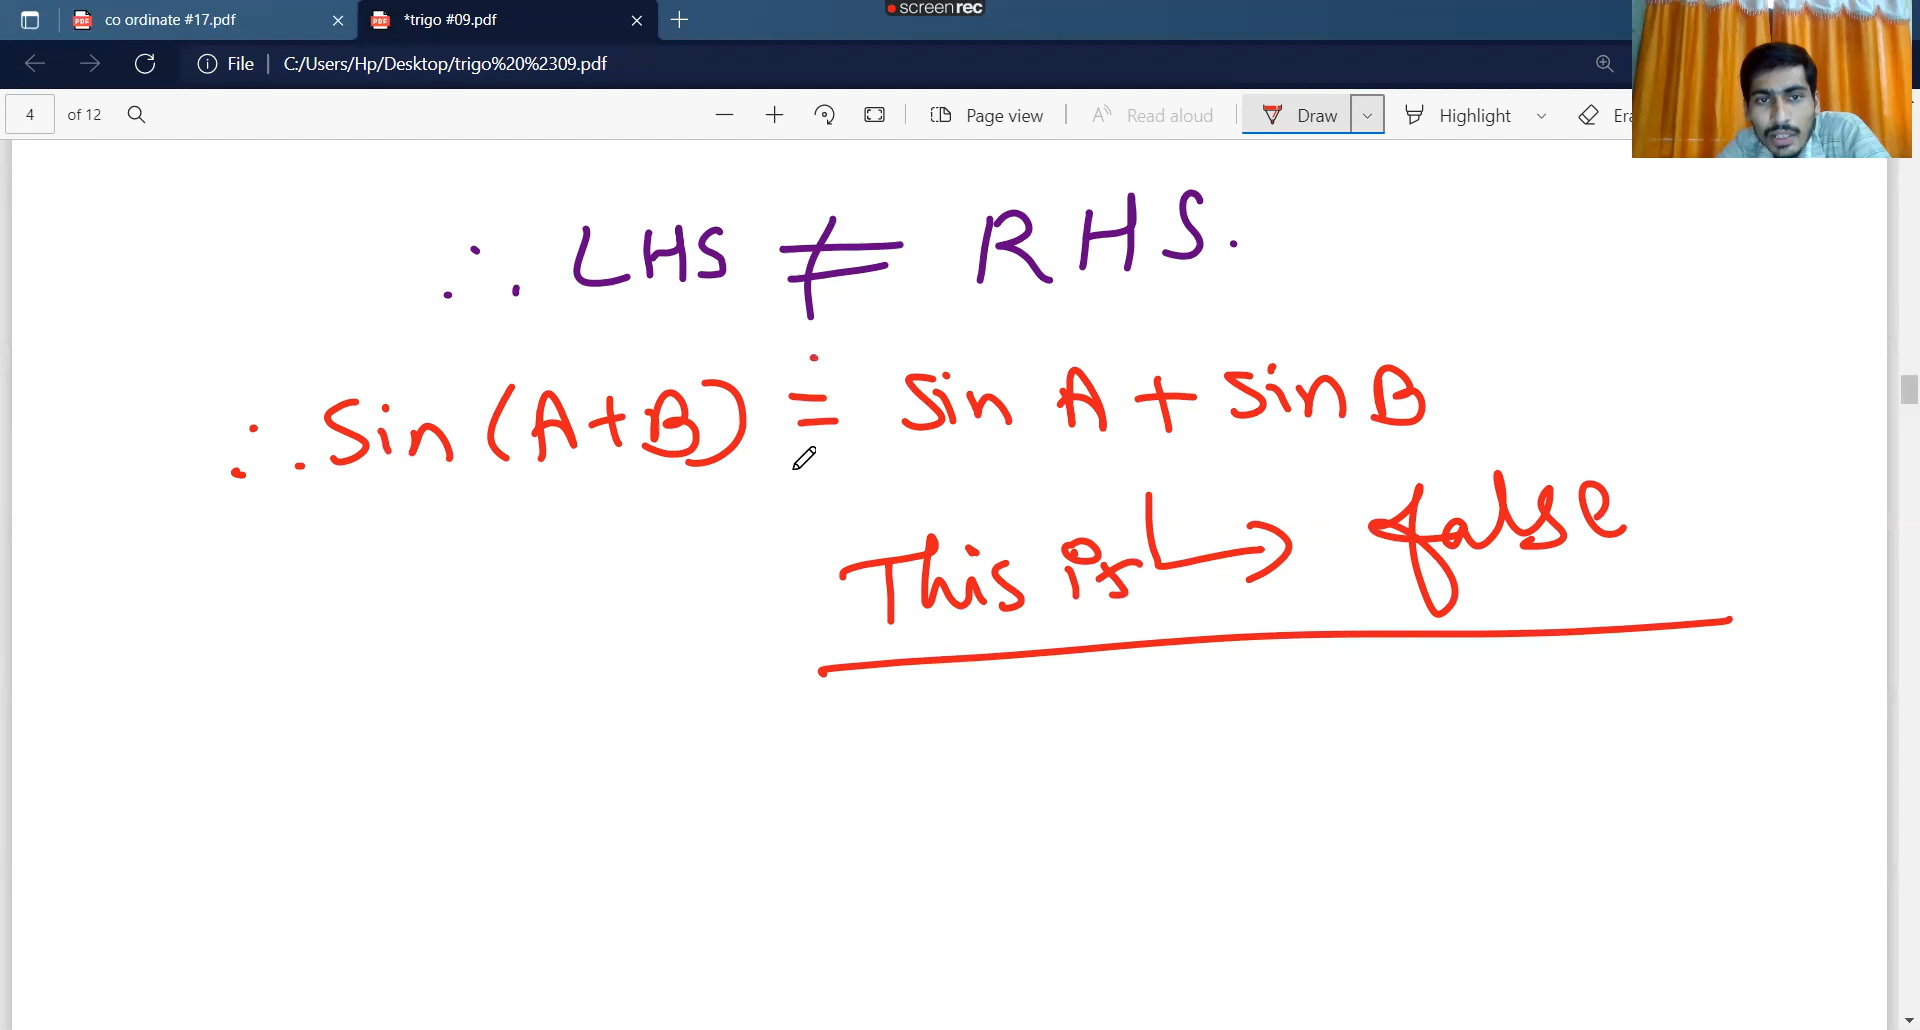 co ordinate #17.pdf
*trigo #09.pdf
screenrec
File
C:/Users/Hp/Desktop/trigo%20%2309.pdf
4 of 12
Page view
Read aloud
Draw
Highlight
Era
∴ LHS ≠ RHS.
∴ Sin (A+B) = Sin A + Sin B
This is false